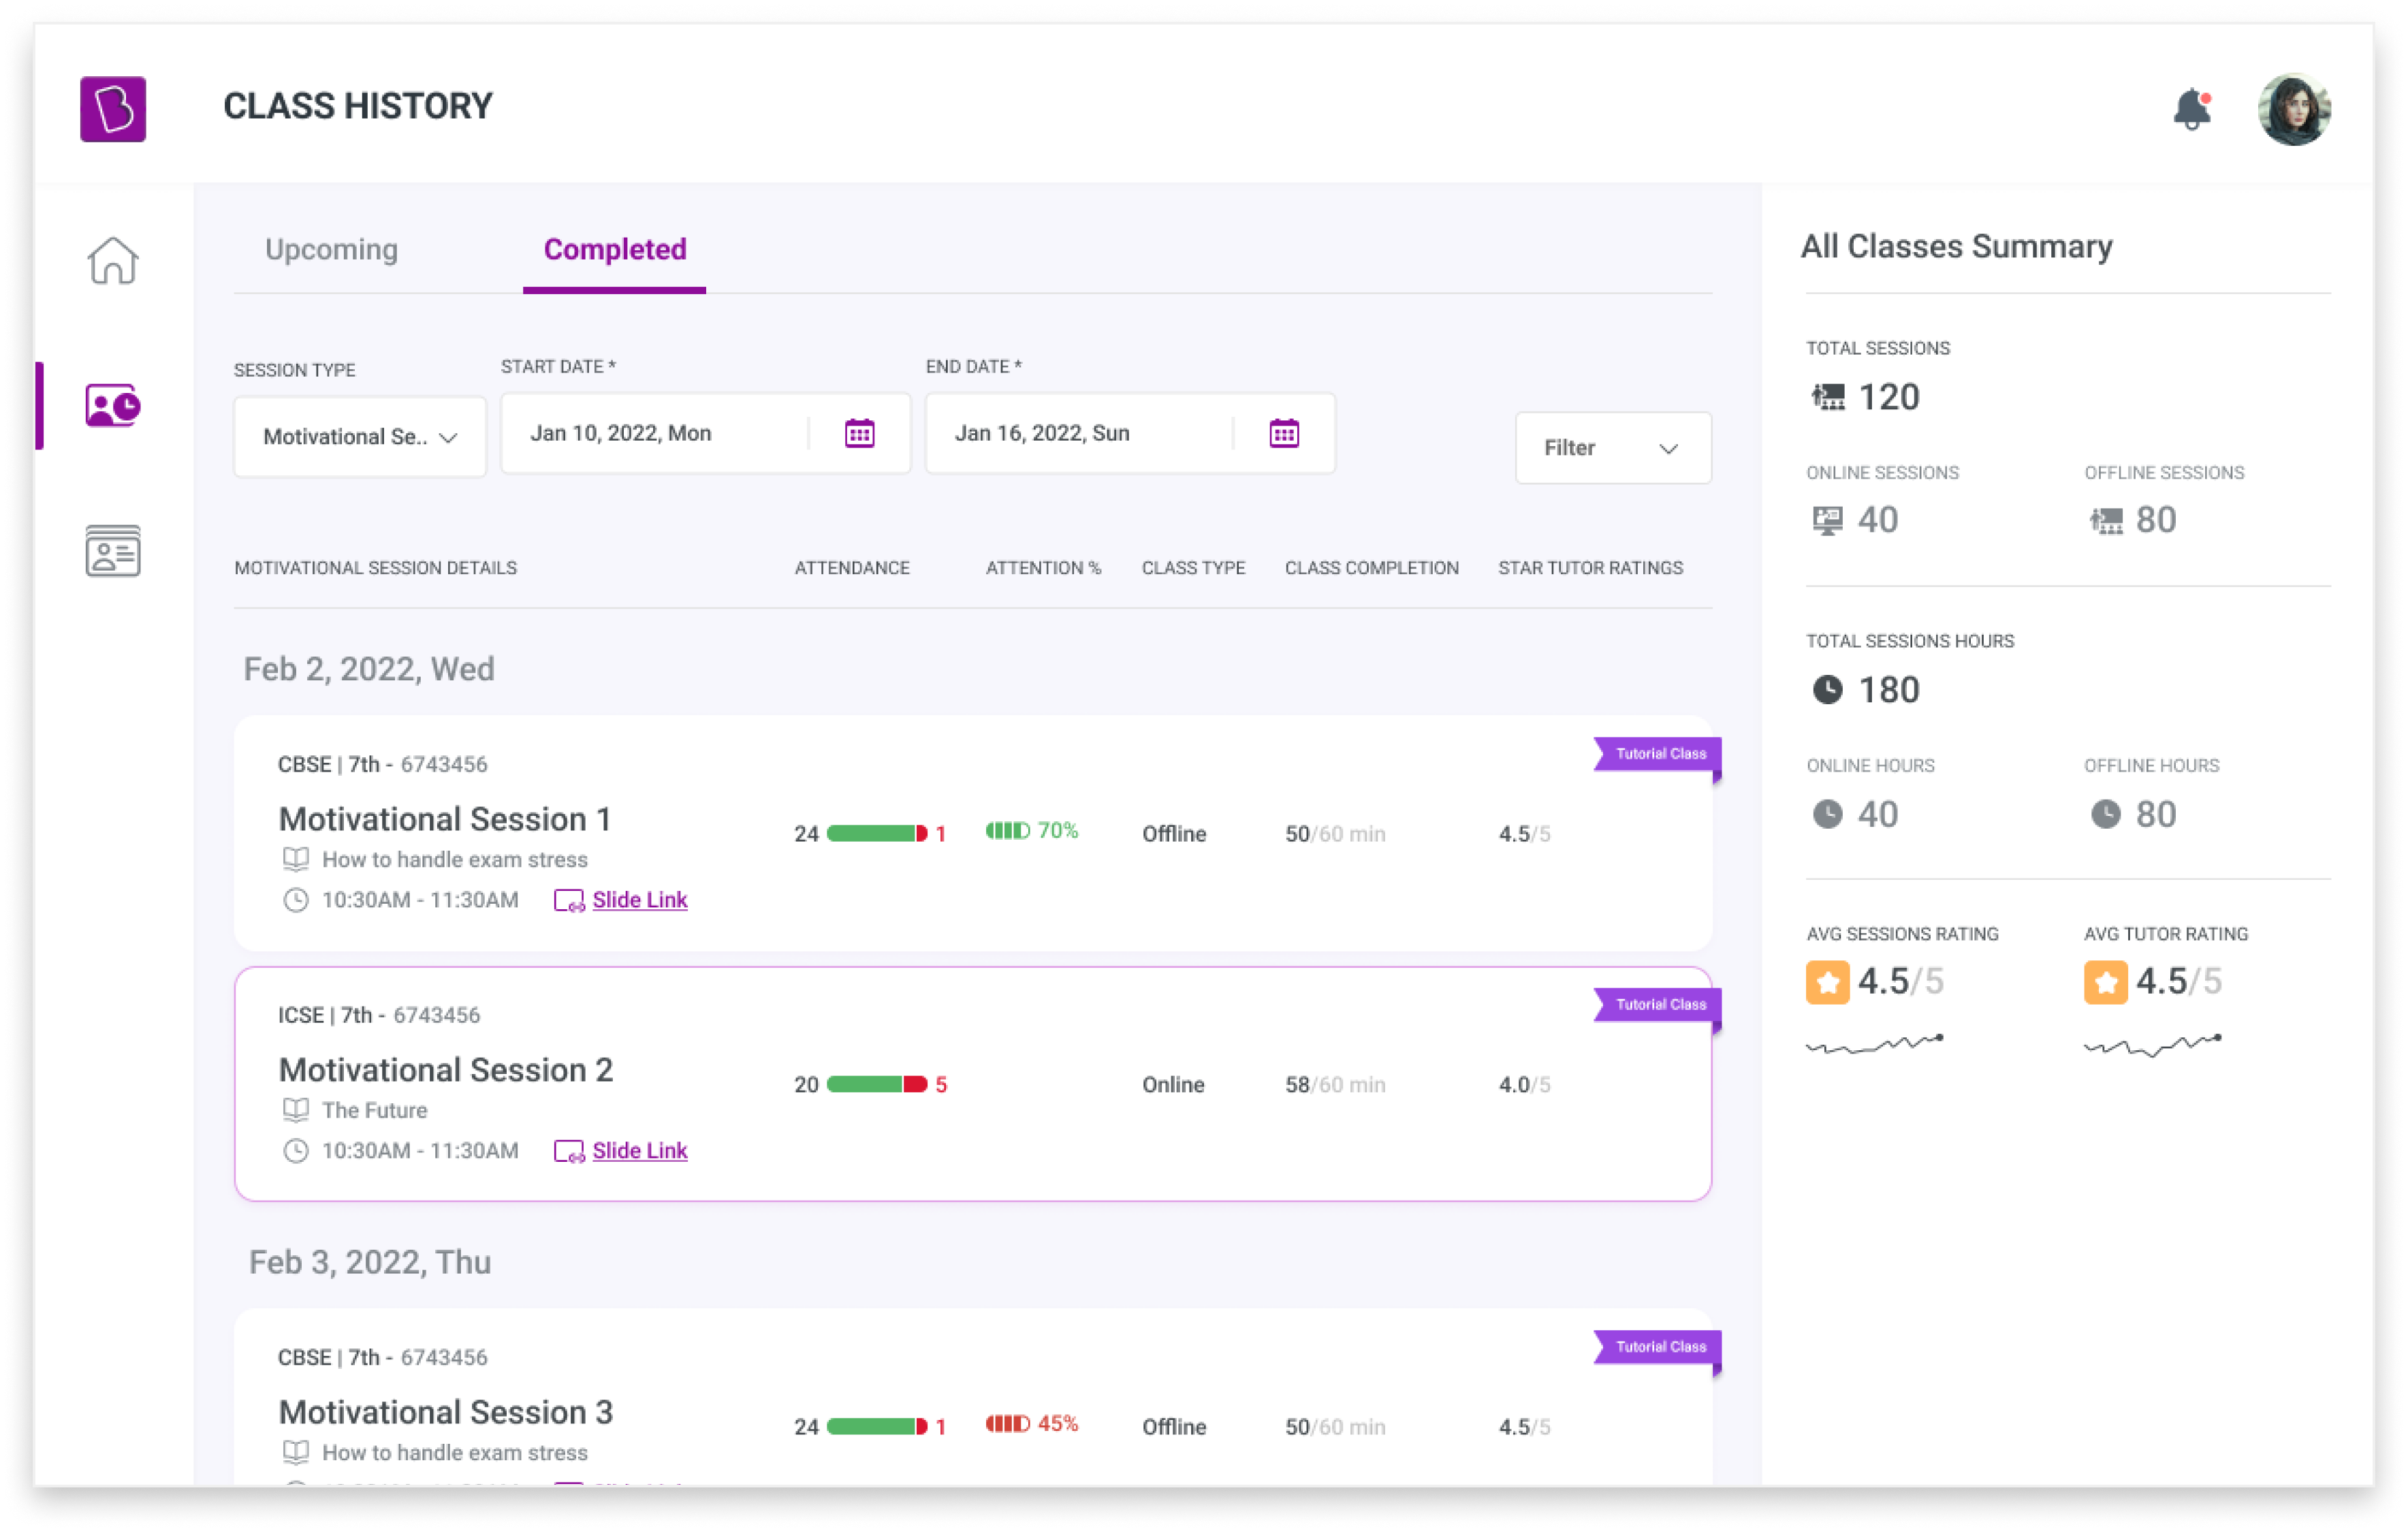 CLASS HISTORY
Upcoming
Completed
SESSION TYPE
START DATE *
END DATE *
Motivational Se..
Jan 10, 2022, Mon
Jan 16, 2022, Sun
Filter
MOTIVATIONAL SESSION DETAILS
ATTENDANCE
ATTENTION %
CLASS TYPE
CLASS COMPLETION
STAR TUTOR RATINGS
Feb 2, 2022, Wed
Tutorial Class
CBSE | 7th - 6743456
Motivational Session 1
How to handle exam stress
10:30AM - 11:30AM
Slide Link
24
1
70%
Offline
50/60 min
4.5/5
Tutorial Class
ICSE | 7th - 6743456
Motivational Session 2
The Future
10:30AM - 11:30AM
Slide Link
20
5
Online
58/60 min
4.0/5
Feb 3, 2022, Thu
Tutorial Class
CBSE | 7th - 6743456
Motivational Session 3
How to handle exam stress
24
1
45%
Offline
50/60 min
4.5/5
All Classes Summary
TOTAL SESSIONS
120
ONLINE SESSIONS
40
OFFLINE SESSIONS
80
TOTAL SESSIONS HOURS
180
ONLINE HOURS
40
OFFLINE HOURS
80
AVG SESSIONS RATING
4.5/5
AVG TUTOR RATING
4.5/5